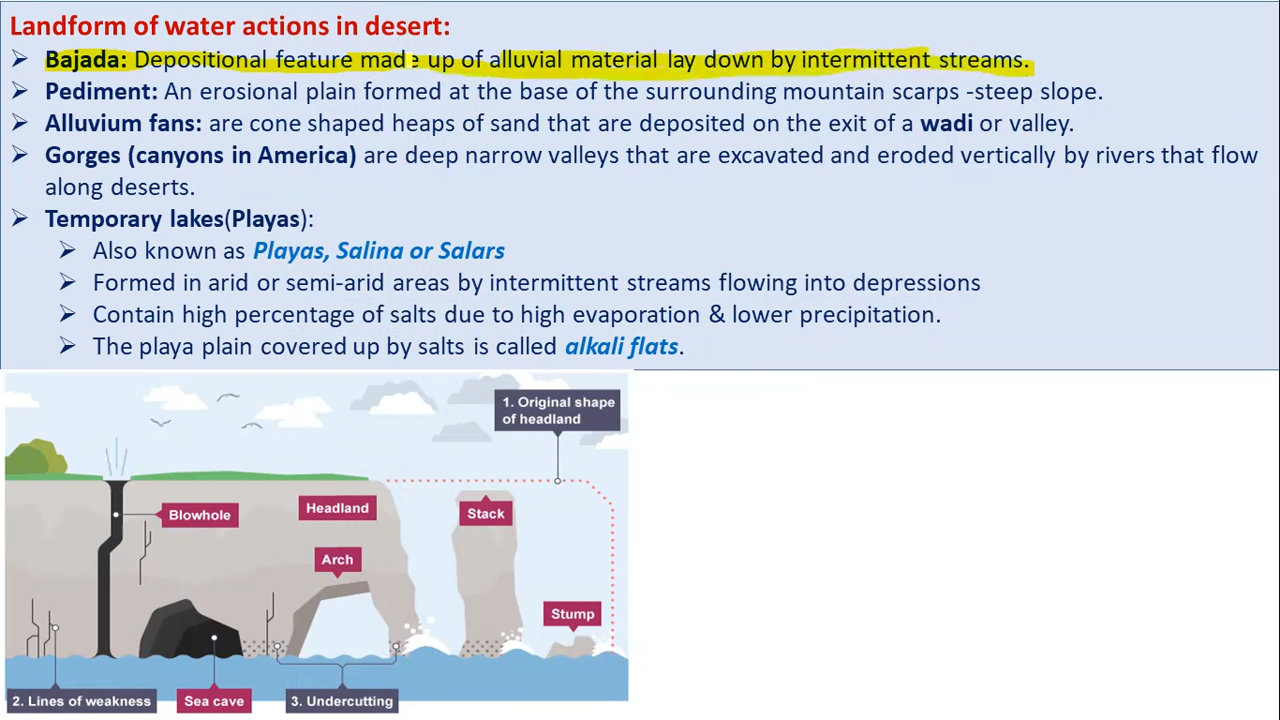 Landform of water actions in desert:
➢ Bajada: Depositional feature made up of alluvial material lay down by intermittent streams.
➢ Pediment: An erosional plain formed at the base of the surrounding mountain scarps -steep slope.
➢ Alluvium fans: are cone shaped heaps of sand that are deposited on the exit of a wadi or valley.
➢ Gorges (canyons in America) are deep narrow valleys that are excavated and eroded vertically by rivers that flow
along deserts.
➢ Temporary lakes(Playas):
➢ Also known as Playas, Salina or Salars
➢ Formed in arid or semi-arid areas by intermittent streams flowing into depressions
➢ Contain high percentage of salts due to high evaporation & lower precipitation.
➢ The playa plain covered up by salts is called alkali flats.
1. Original shape
of headland
Blowhole
Headland
Stack
Arch
Stump
2. Lines of weakness
Sea cave
3. Undercutting